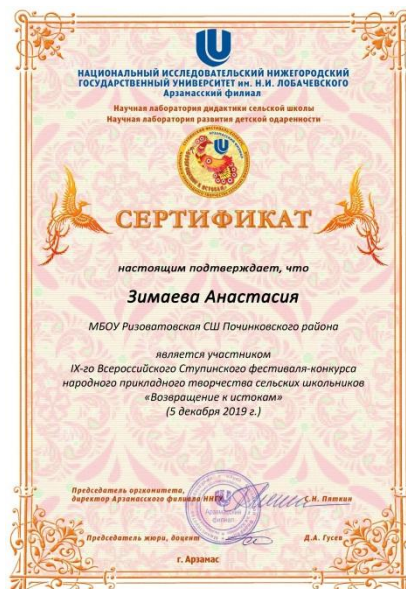 НАЦИОНАЛЬНЫЙ ИССЛЕДОВАТЕЛЬСКИЙ НИЖЕГОРОДСКИЙ
ГОСУДАРСТВЕННЫЙ УНИВЕРСИТЕТ им. Н.И. ЛОБАЧЕВСКОГО
Арзамасский филиал
Научная лаборатория дидактики сельской школы
Научная лаборатория развития детской одаренности
СЕРТИФИКАТ
настоящим подтверждает, что
Зимаева Анастасия
МБОУ Ризоватовская СШ Починковского района
является участником
IX-го Всероссийского Ступинского фестиваля-конкурса
народного прикладного творчества сельских школьников
«Возвращение к истокам»
(5 декабря 2019 г.)
Председатель оргкомитета,
директор Арзамасского филиала ННГУ С.Н. Пяткин
Арзамасский
филиал
Председатель жюри, доцент Д.А. Гусев
г. Арзамас